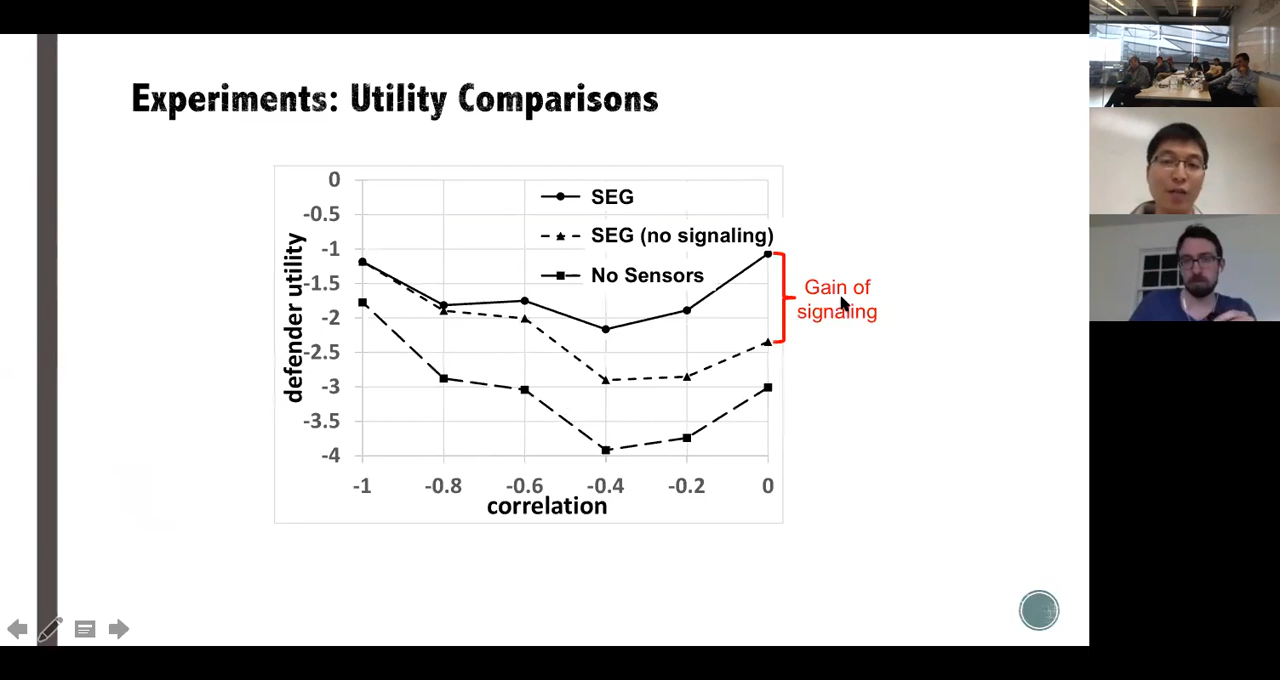 Experiments: Utility Comparisons
SEG
SEG (no signaling)
No Sensors
0
-0.5
-1
-1.5
-2
-2.5
-3
-3.5
-4
defender utility
-1 -0.8 -0.6 -0.4 -0.2 0
correlation
Gain of
signaling